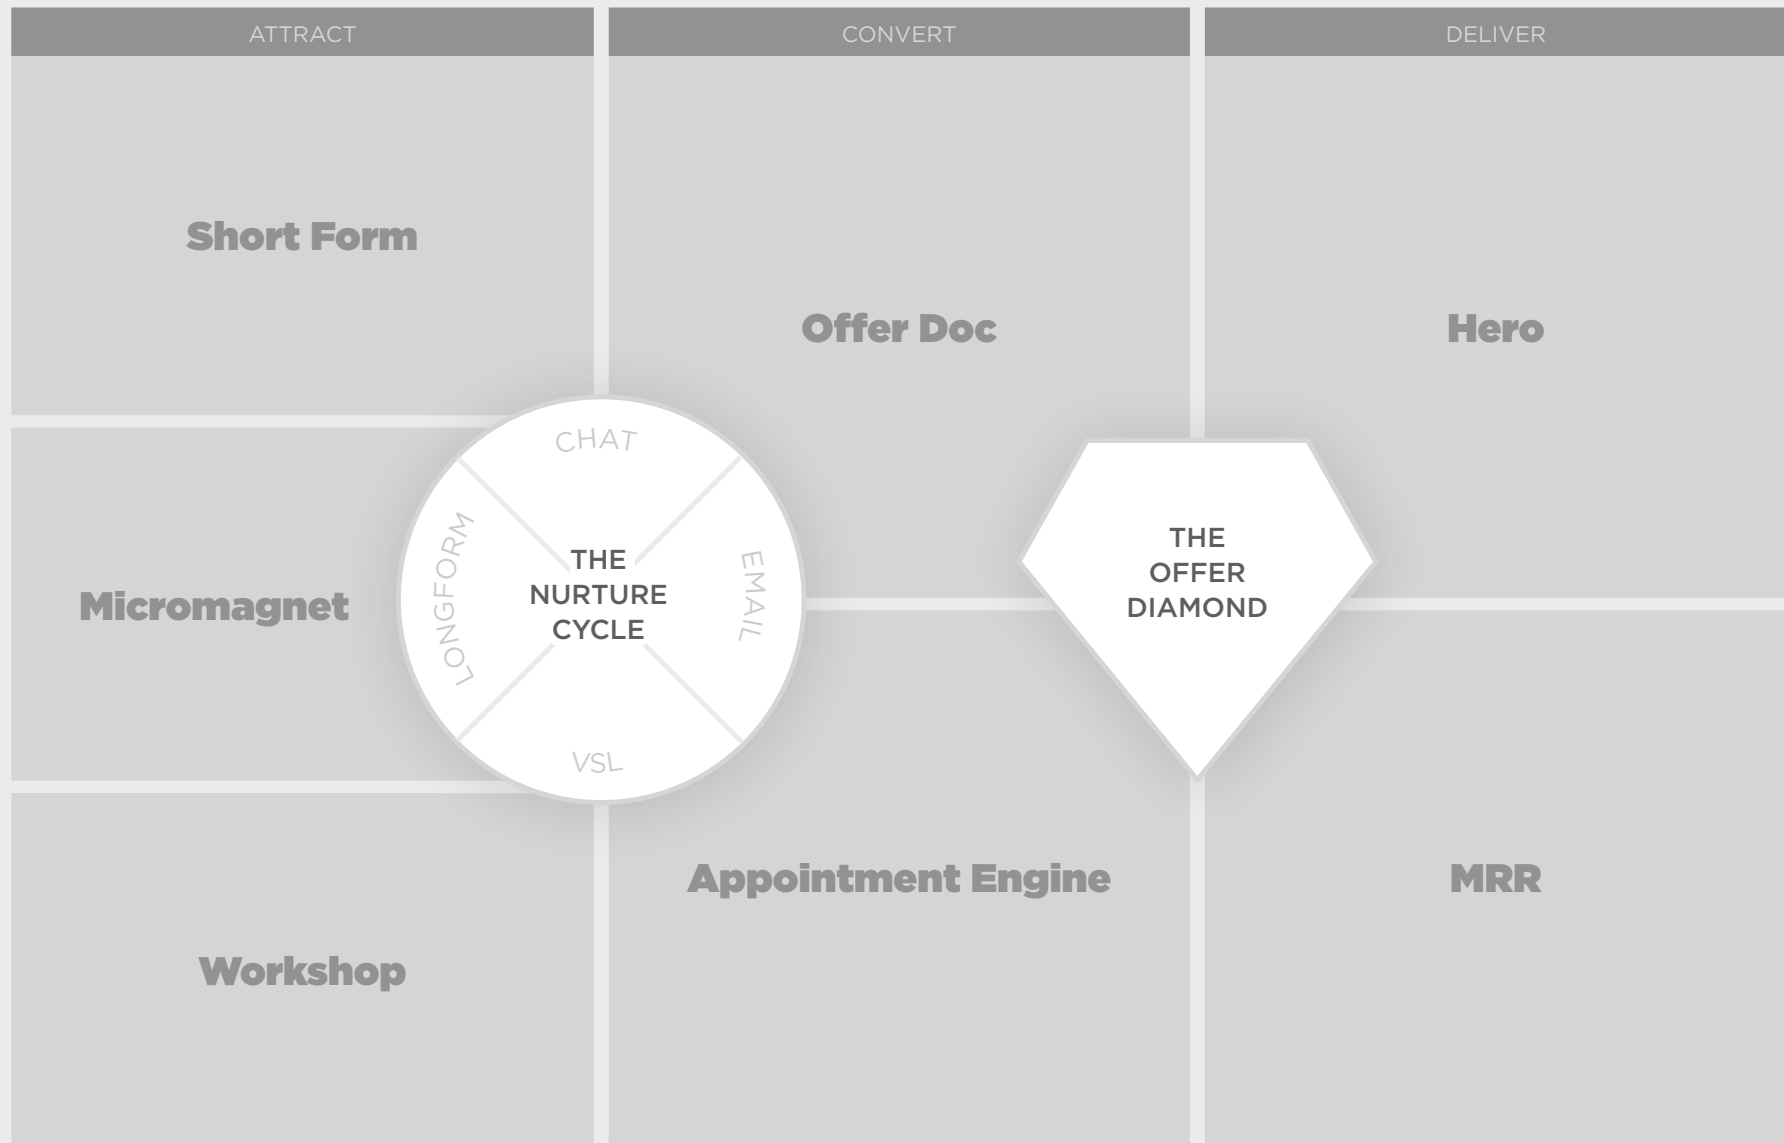 ATTRACT
CONVERT
DELIVER
Short Form
Offer Doc
Hero
CHAT
LONGFORM
THE
NURTURE
CYCLE
EMAIL
VSL
THE
OFFER
DIAMOND
Micromagnet
Appointment Engine
MRR
Workshop